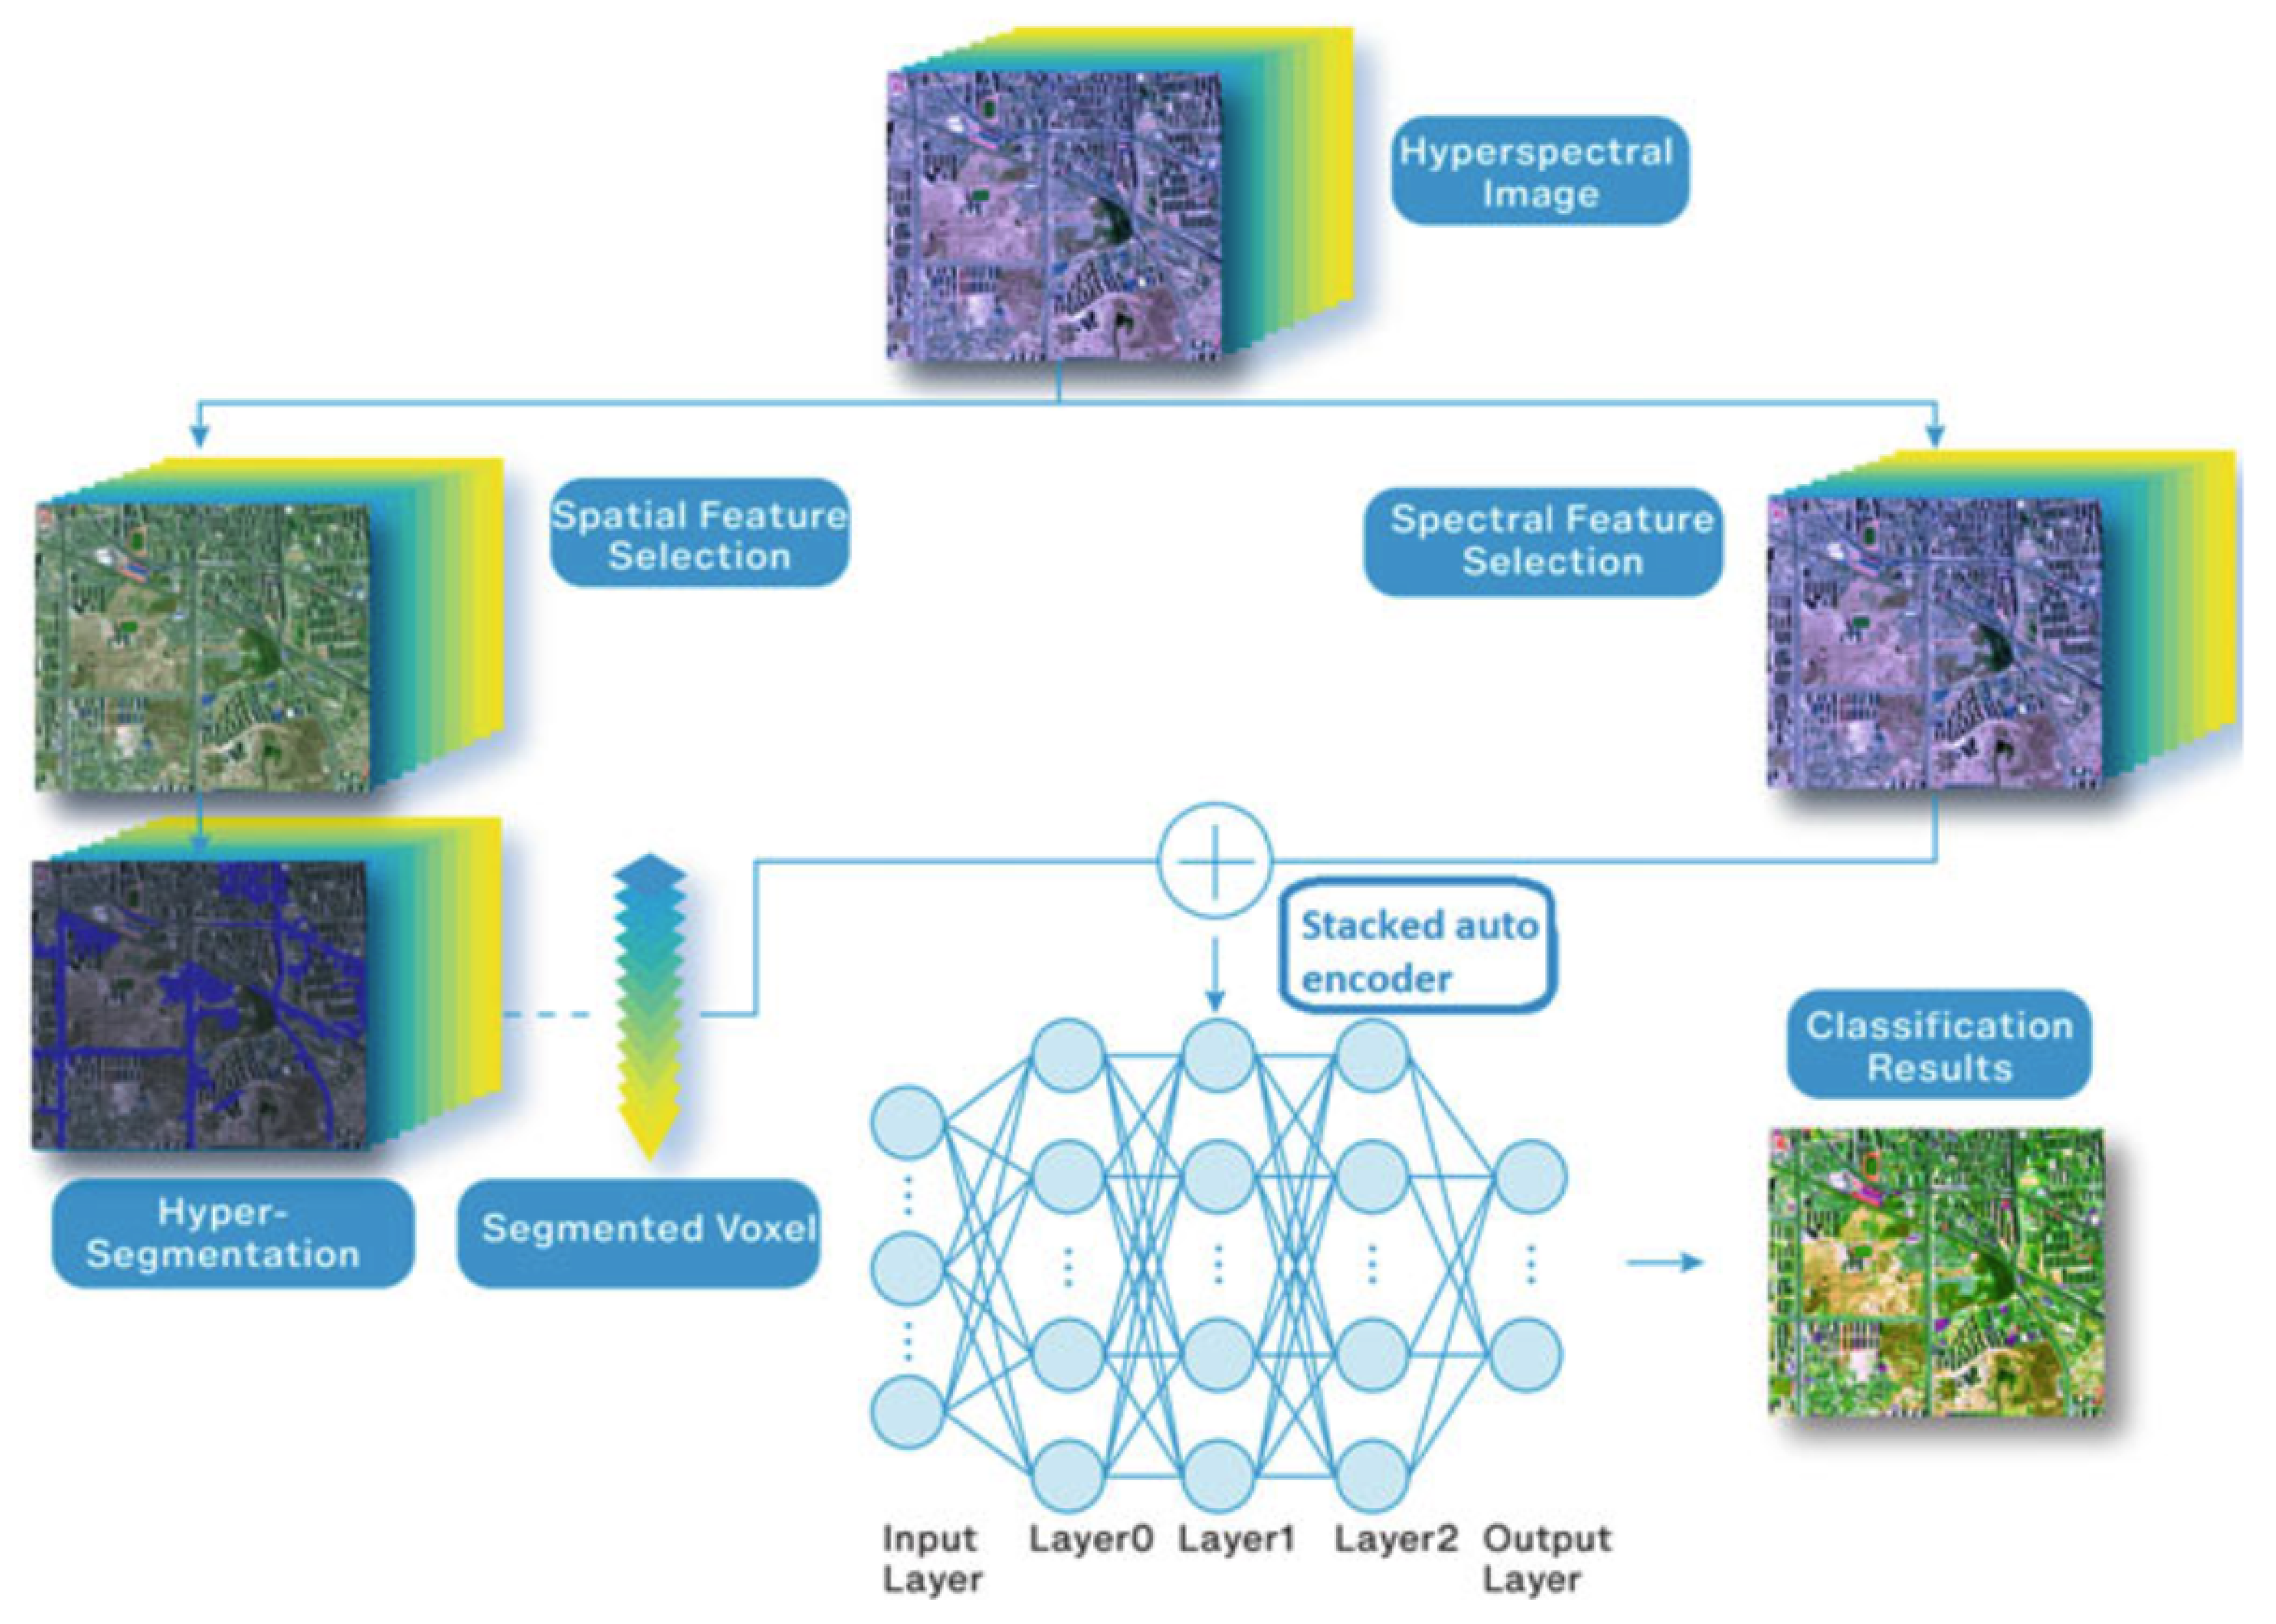 Hyperspectral
Image
Spatial Feature
Selection
Spectral Feature
Selection
Stacked auto
encoder
Classification
Results
Hyper-
Segmentation
Segmented Voxel
Input
Layer
Layer0
Layer1
Layer2
Output
Layer